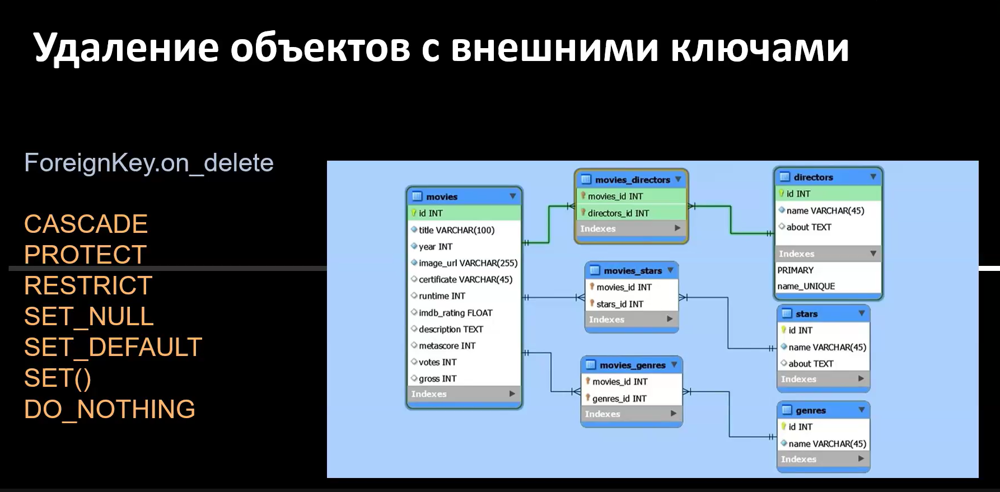 Удаление объектов с внешними ключами
ForeignKey.on_delete
CASCADE
PROTECT
RESTRICT
SET_NULL
SET_DEFAULT
SET()
DO_NOTHING
movies
id INT
title VARCHAR(100)
year INT
image_url VARCHAR(255)
certificate VARCHAR(45)
runtime INT
imdb_rating FLOAT
description TEXT
metascore INT
votes INT
gross INT
Indexes
movies_directors
movies_id INT
directors_id INT
Indexes
movies_stars
movies_id INT
stars_id INT
Indexes
movies_genres
movies_id INT
genres_id INT
Indexes
directors
id INT
name VARCHAR(45)
about TEXT
Indexes
PRIMARY
name_UNIQUE
stars
id INT
name VARCHAR(45)
about TEXT
Indexes
genres
id INT
name VARCHAR(45)
Indexes